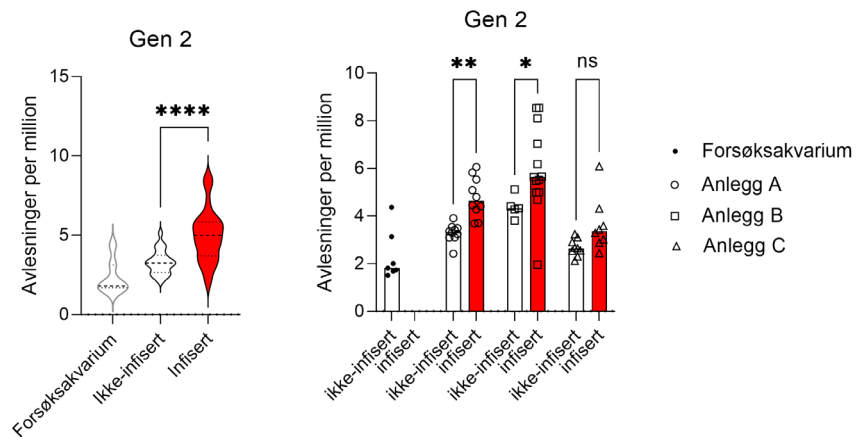 Gen 2
Avlesninger per million
15
10
5
0
****
Forsøksakvarium
Ikke-infisert
Infisert
Gen 2
Avlesninger per million
10
8
6
4
2
0
**
*
ns
ikke-infisert
infisert
ikke-infisert
infisert
ikke-infisert
infisert
ikke-infisert
infisert
Forsøksakvarium
Anlegg A
Anlegg B
Anlegg C